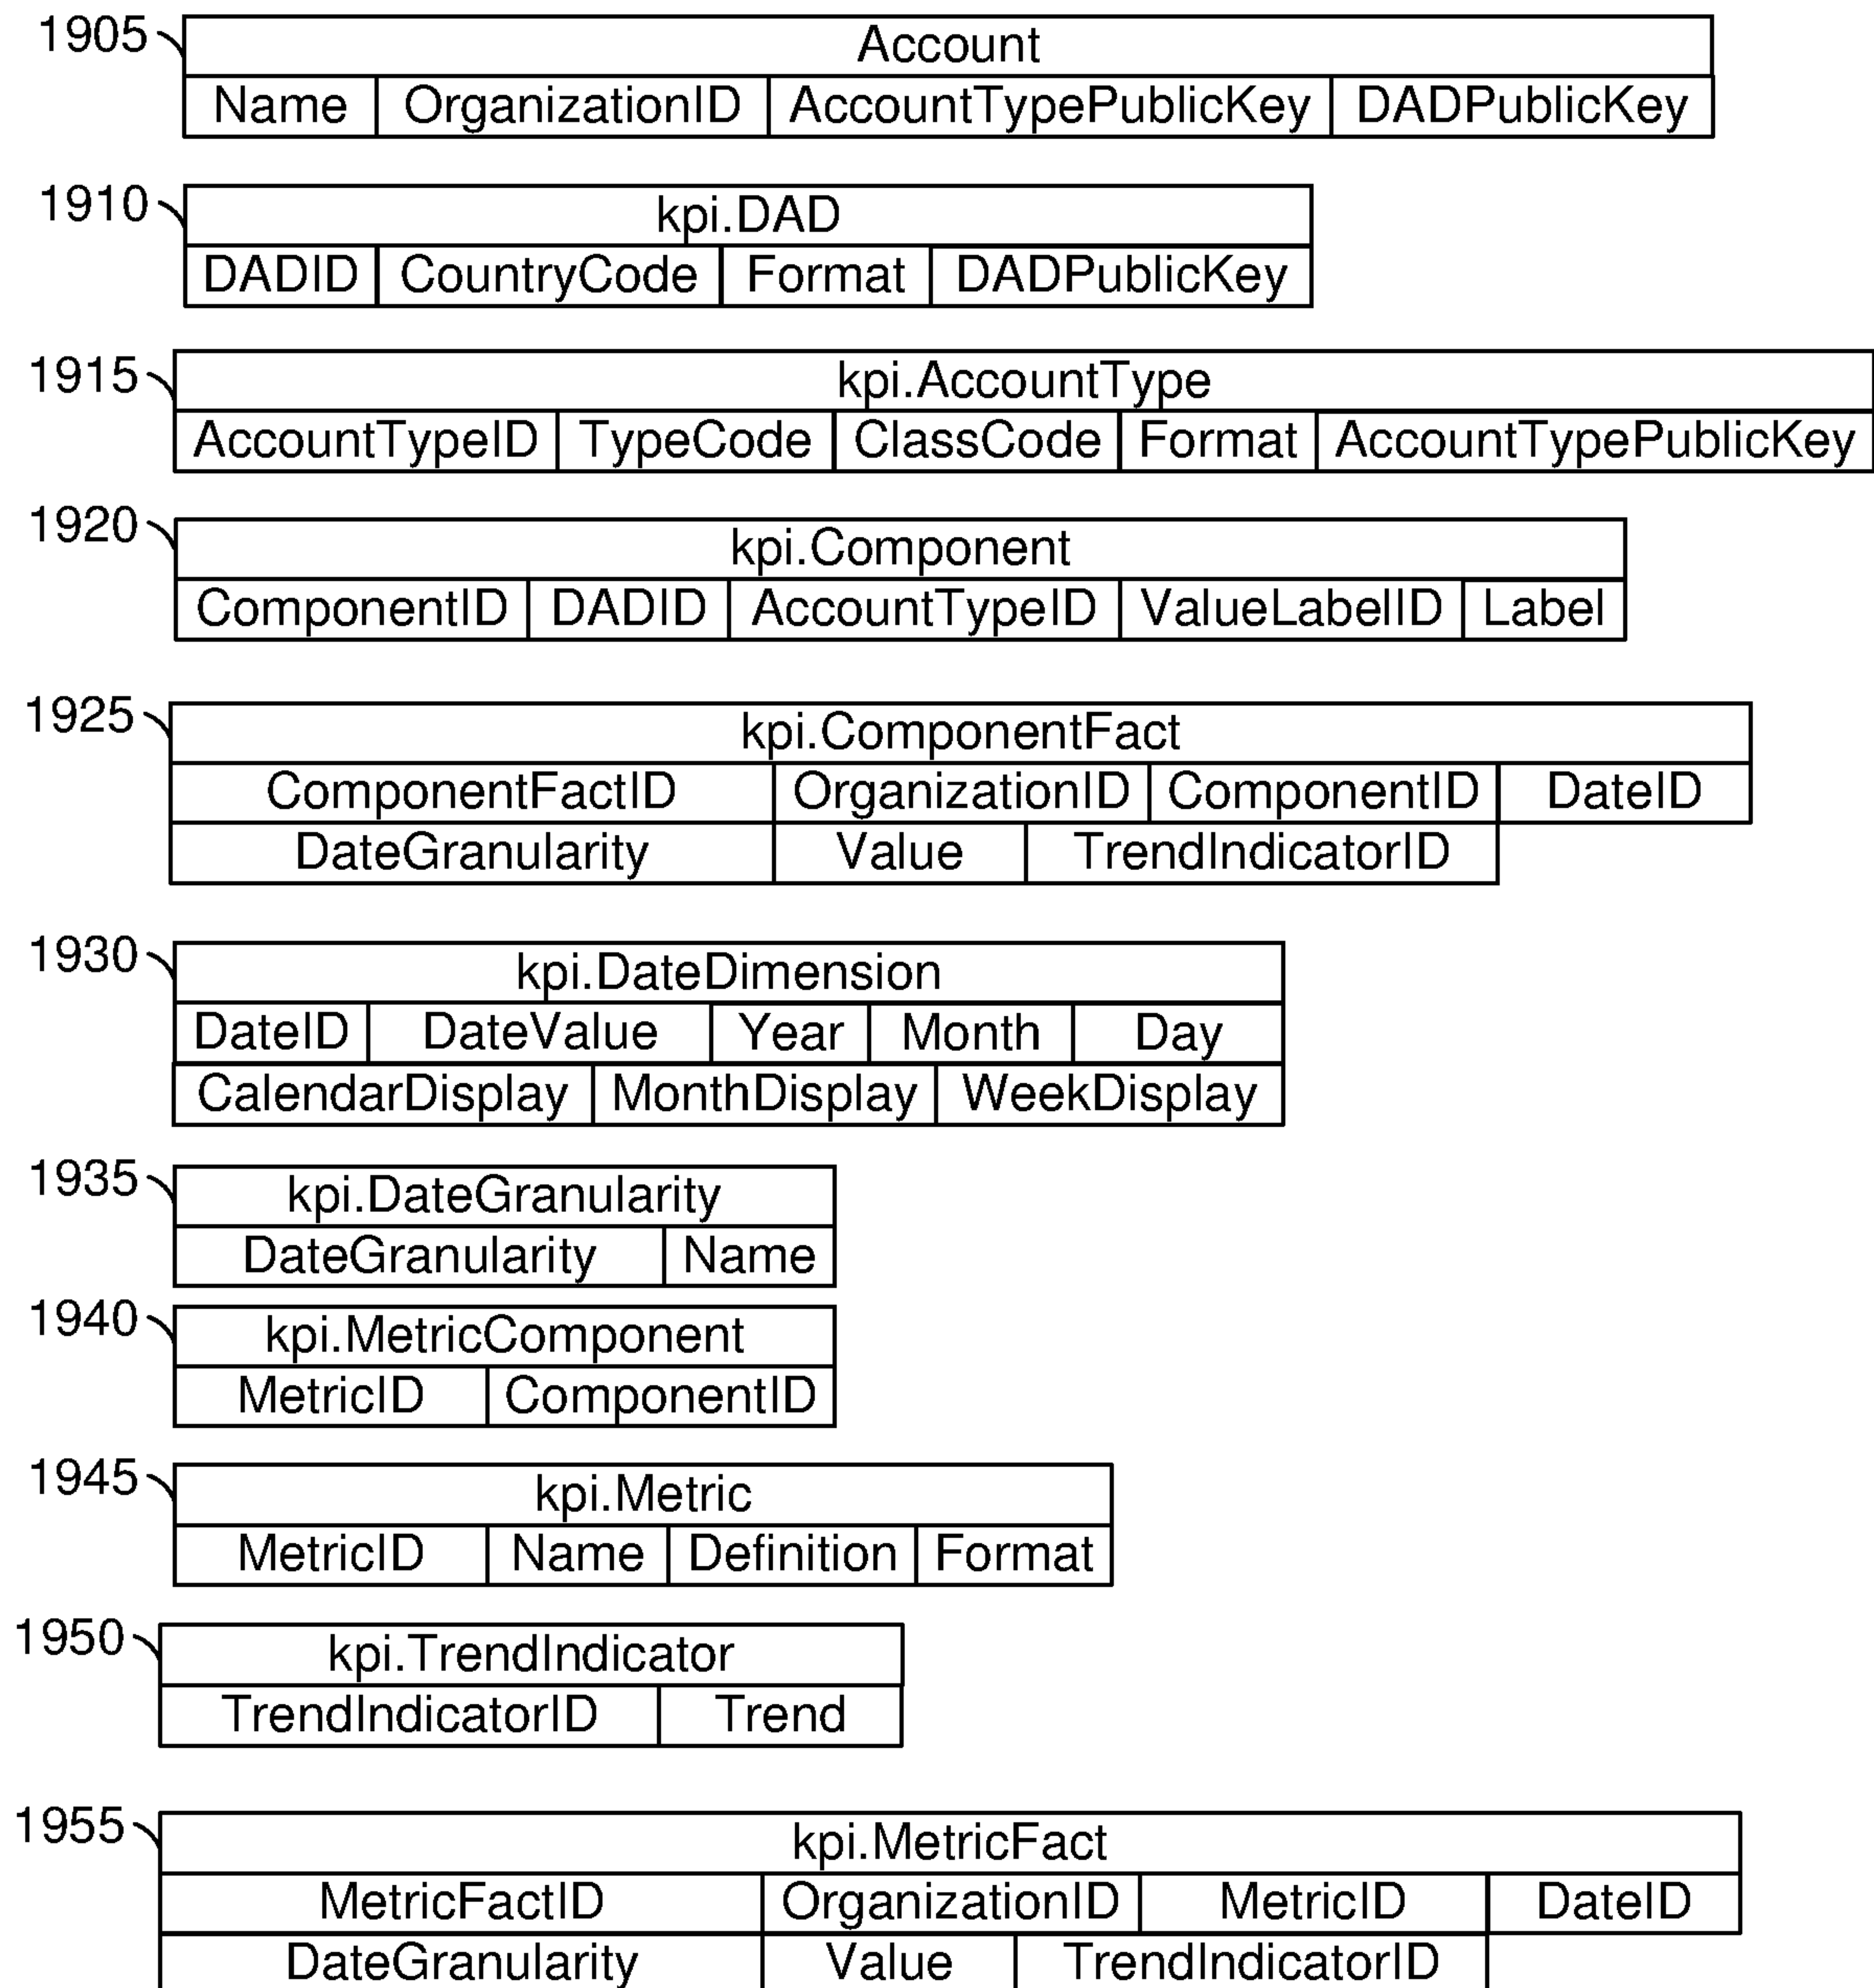 1905
Account
Name OrganizationID AccountTypePublicKey DADPublicKey
1910
kpi.DAD
DADID CountryCode Format DADPublicKey
1915
kpi.AccountType
AccountTypeID TypeCode ClassCode Format AccountTypePublicKey
1920
kpi.Component
ComponentID DADID AccountTypeID ValueLabelID Label
1925
kpi.ComponentFact
ComponentFactID OrganizationID ComponentID DateID
DateGranularity Value TrendIndicatorID
1930
kpi.DateDimension
DateID DateValue Year Month Day
CalendarDisplay MonthDisplay WeekDisplay
1935
kpi.DateGranularity
DateGranularity Name
1940
kpi.MetricComponent
MetricID ComponentID
1945
kpi.Metric
MetricID Name Definition Format
1950
kpi.TrendIndicator
TrendIndicatorID Trend
1955
kpi.MetricFact
MetricFactID OrganizationID MetricID DateID
DateGranularity Value TrendIndicatorID